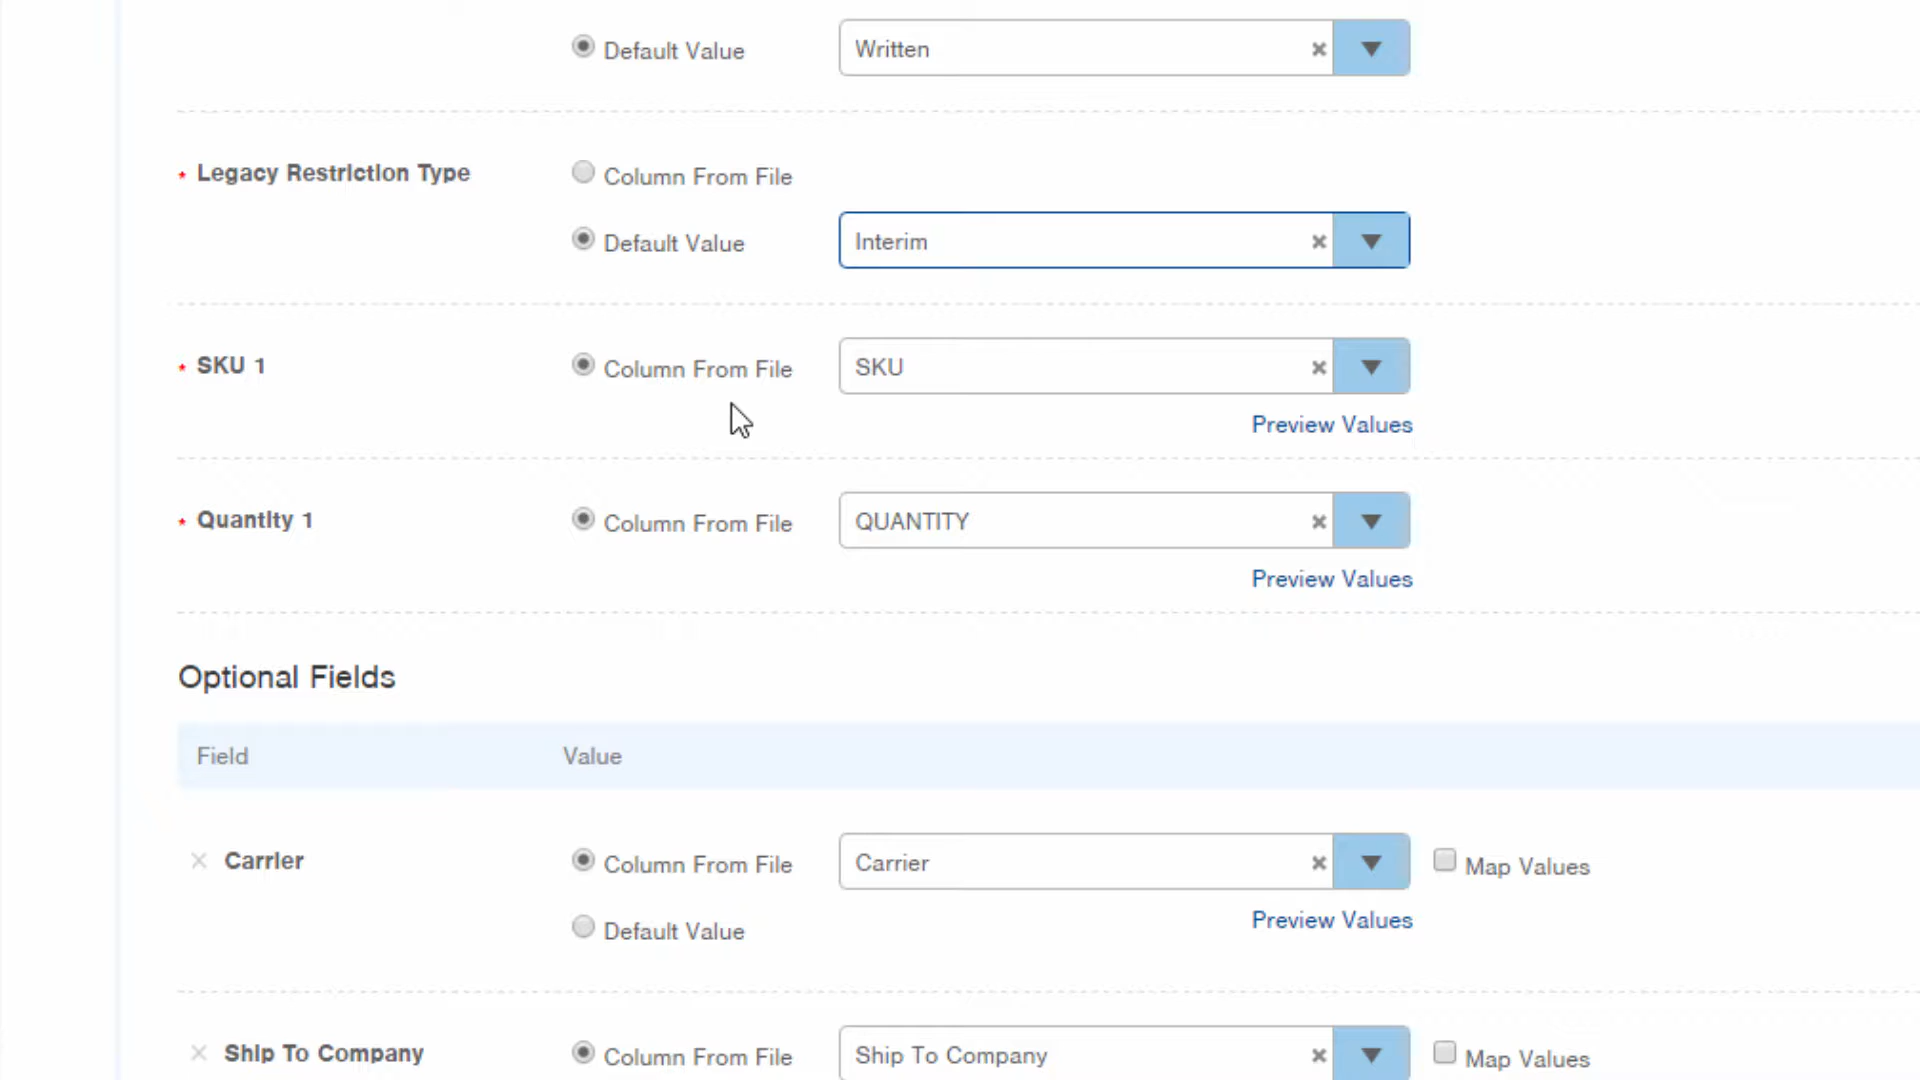 Default Value Written
* Legacy Restriction Type Column From File
Default Value Interim
* SKU 1 Column From File SKU
Preview Values
* Quantity 1 Column From File QUANTITY
Preview Values
Optional Fields
Field Value
Carrier Column From File Carrier Map Values
Preview Values
Default Value
Ship To Company Column From File Ship To Company Map Values